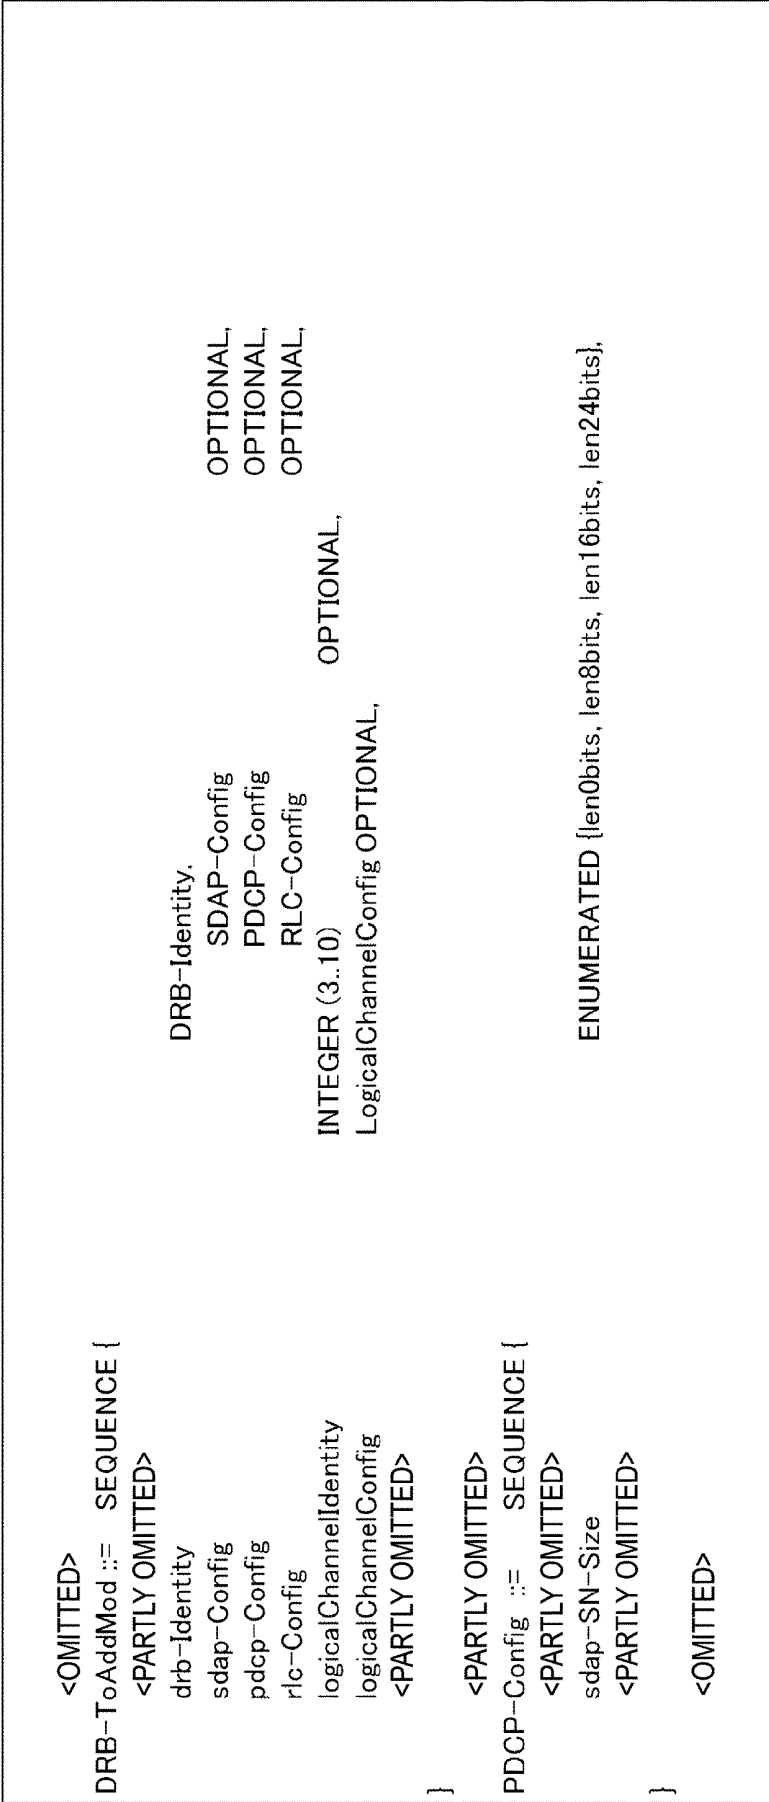 <OMITTED>
DRB-ToAddMod ::= SEQUENCE {
<PARTLY OMITTED>
drb-Identity DRB-Identity,
sdap-Config SDAP-Config OPTIONAL,
pdcp-Config PDCP-Config OPTIONAL,
rlc-Config RLC-Config OPTIONAL,
logicalChannelIdentity INTEGER (3..10) OPTIONAL,
logicalChannelConfig LogicalChannelConfig OPTIONAL,
<PARTLY OMITTED>
}
<PARTLY OMITTED>
PDCP-Config ::= SEQUENCE {
<PARTLY OMITTED>
sdap-SN-Size ENUMERATED {len0bits, len8bits, len16bits, len24bits},
<PARTLY OMITTED>
}
<OMITTED>